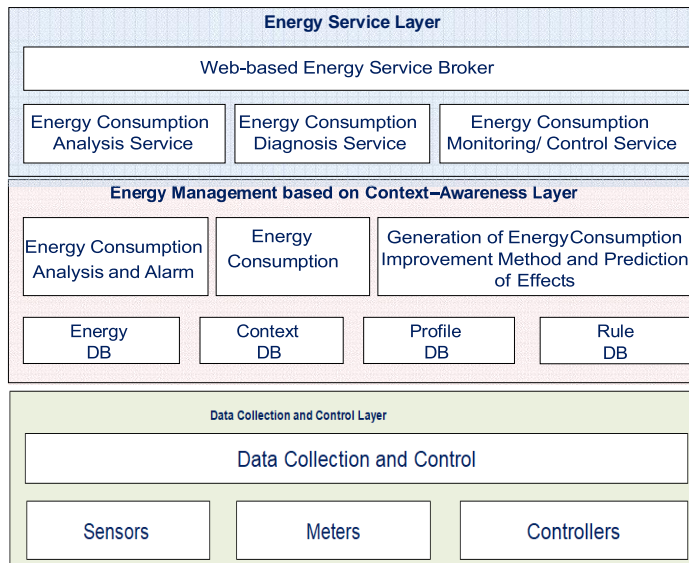 Energy Service Layer
Web-based Energy Service Broker
Energy Consumption
Analysis Service
Energy Consumption
Diagnosis Service
Energy Consumption
Monitoring/ Control Service
Energy Management based on Context–Awareness Layer
Energy Consumption
Analysis and Alarm
Energy
Consumption
Generation of EnergyConsumption
Improvement Method and Prediction
of Effects
Energy
DB
Context
DB
Profile
DB
Rule
DB
Data Collection and Control Layer
Data Collection and Control
Sensors
Meters
Controllers